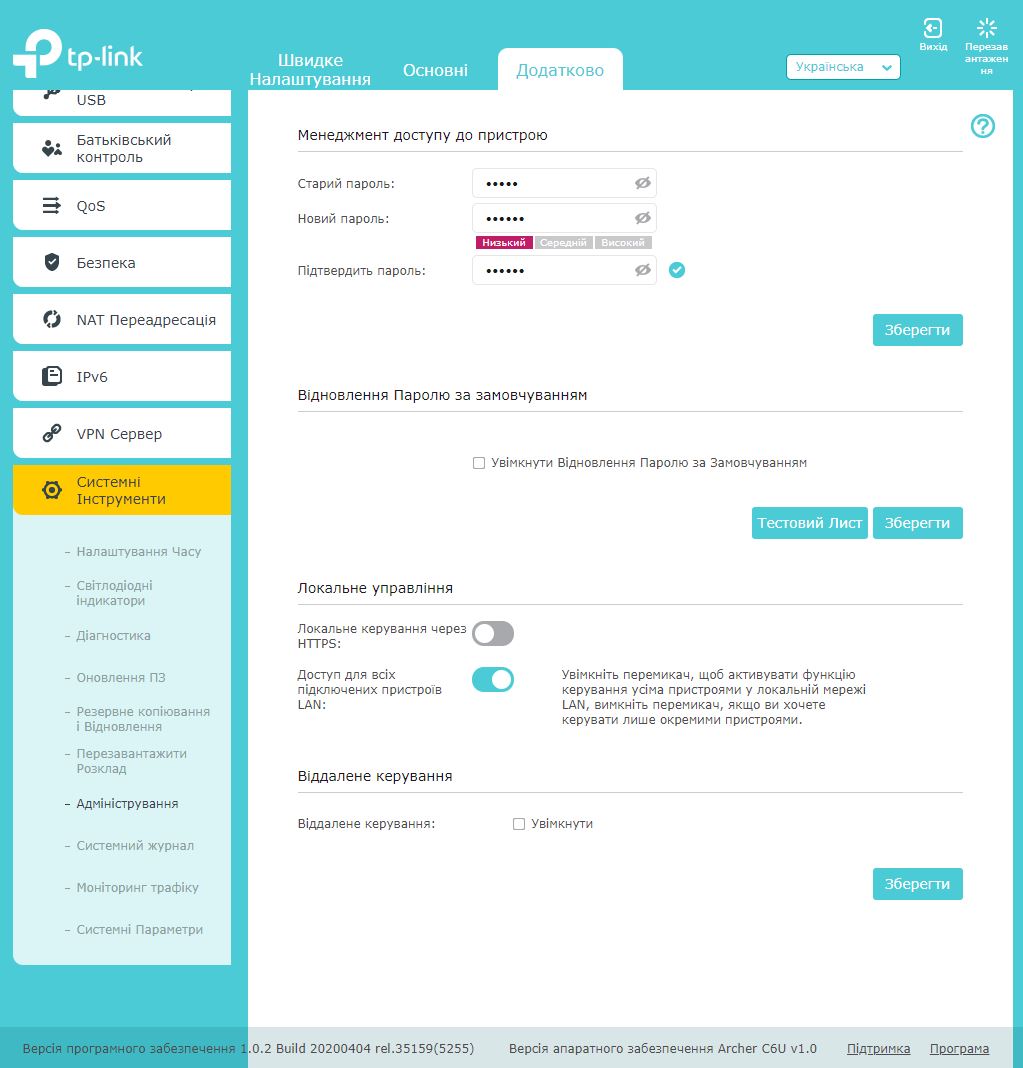 tp-link
Швидке
Налаштування
Основні
Додатково
Українська
Вихід
Перезав
антажен
ня
USB
Батьківський
контроль
QoS
Безпека
NAT Переадресація
IPv6
VPN Сервер
Системні
Інструменти
– Налаштування Часу
– Світлодіодні
індикатори
– Діагностика
– Оновлення ПЗ
– Резервне копіювання
і Відновлення
– Перезавантажити
Розклад
– Адміністрування
– Системний журнал
– Моніторинг трафіку
– Системні Параметри
Менеджмент доступу до пристрою
Старий пароль: •••••
Новий пароль: ••••••
Низький Середній Високий
Підтвердить пароль: ••••••
Зберегти
Відновлення Паролю за замовчуванням
Увімкнути Відновлення Паролю за Замовчуванням
Тестовий Лист Зберегти
Локальне управління
Локальне керування через
HTTPS:
Доступ для всіх
підключених пристроїв
LAN:
Увімкніть перемикач, щоб активувати функцію
керування усіма пристроями у локальній мережі
LAN, вимкніть перемикач, якщо ви хочете
керувати лише окремими пристроями.
Віддалене керування
Віддалене керування: Увімкнути
Зберегти
Версія програмного забезпечення 1.0.2 Build 20200404 rel.35159(5255) Версія апаратного забезпечення Archer C6U v1.0 Підтримка Програма